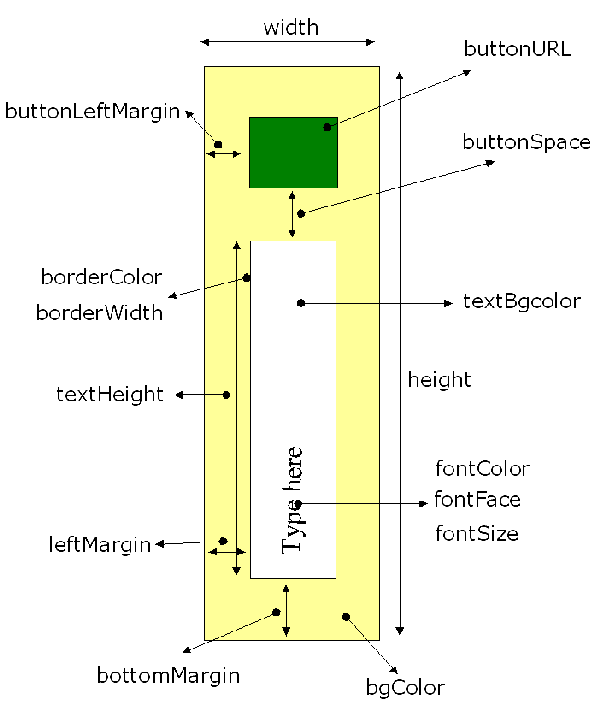 width
buttonURL
buttonLeftMargin
buttonSpace
borderColor
borderWidth
textBgcolor
textHeight
height
Type here
fontColor
fontFace
fontSize
leftMargin
bottomMargin
bgColor